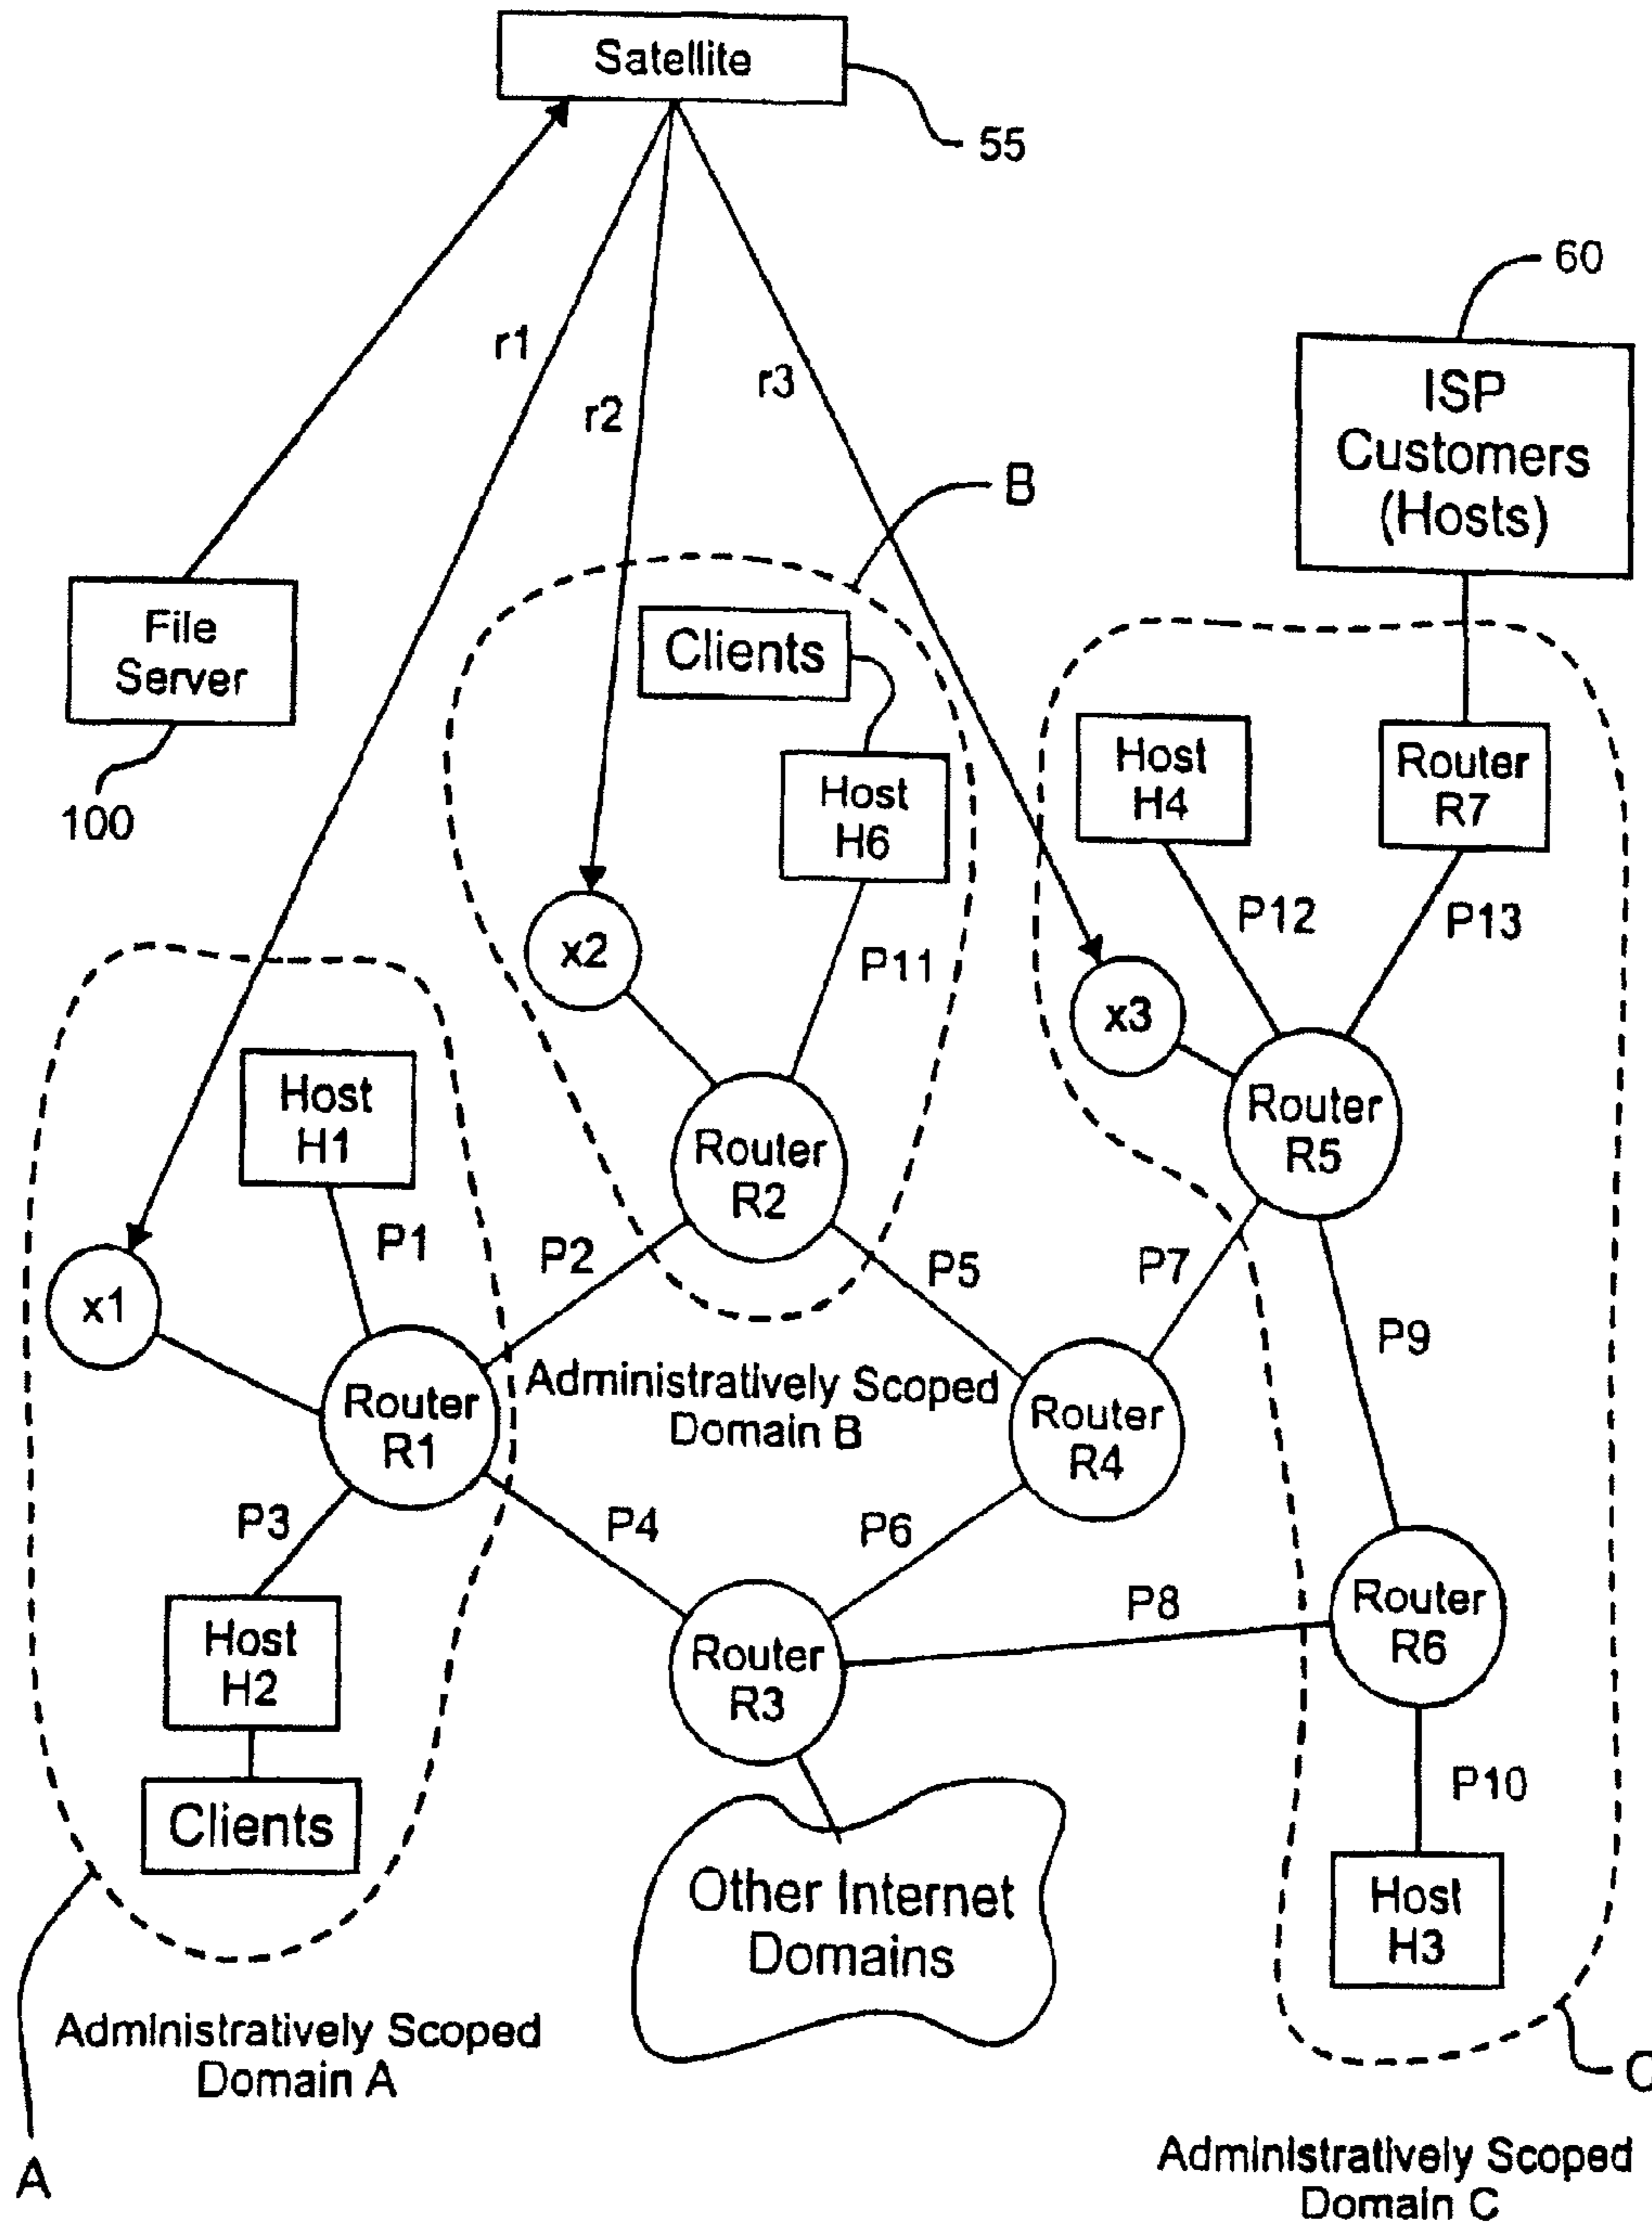 Satellite
55
60
r1
r2
r3
ISP
Customers
(Hosts)
B
File
Server
100
Clients
Host
H6
Host
H4
Router
R7
x2
P11
P12
P13
x3
Host
H1
Router
R5
Router
R2
P1
P2
P5
P7
x1
P9
Router
R1
Administratively Scoped
Domain B
Router
R4
P3
P4
P6
P8
Router
R6
Host
H2
Router
R3
P10
Clients
Other Internet
Domains
Host
H3
Administratively Scoped
Domain A
A
C
Administratively Scoped
Domain C